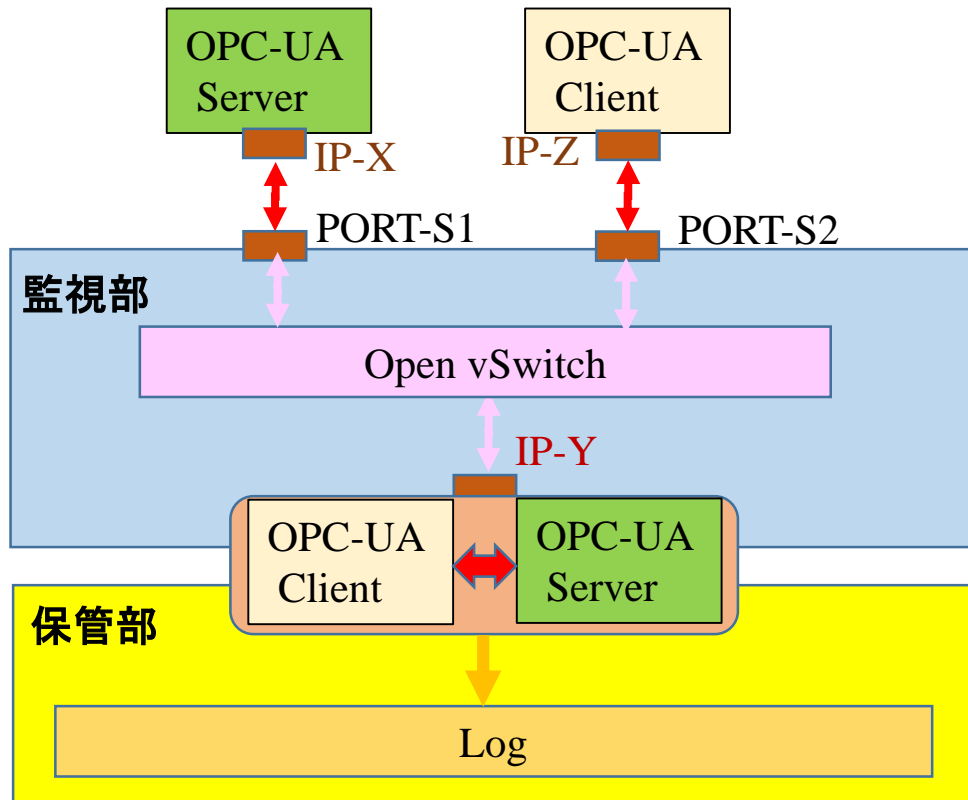 OPC-UA
Server
OPC-UA
Client
IP-X
IP-Z
PORT-S1
PORT-S2
監視部
Open vSwitch
IP-Y
OPC-UA
Client
OPC-UA
Server
保管部
Log